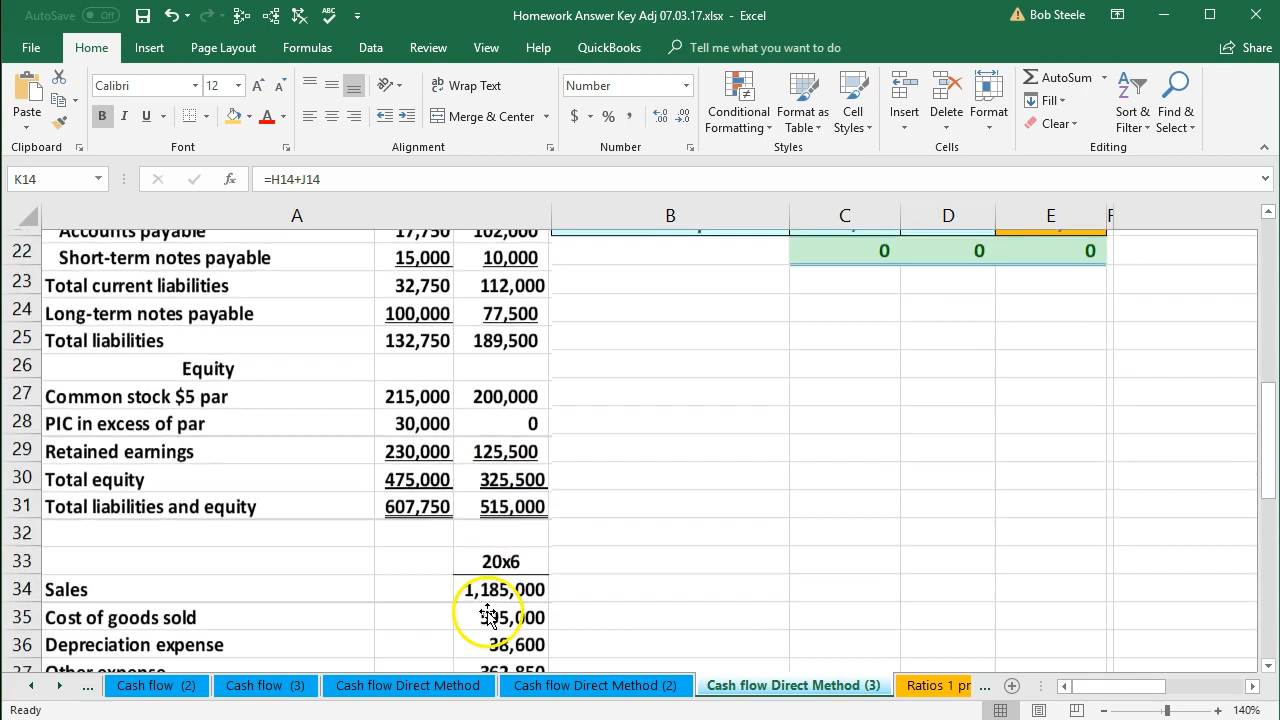 AutoSave Off Homework Answer Key Adj 07.03.17.xlsx - Excel Bob Steele
File Home Insert Page Layout Formulas Data Review View Help QuickBooks Tell me what you want to do Share
Paste
Clipboard
Calibri 12
B I U
Font
Wrap Text
Merge & Center
Alignment
Number
$ % ,
Number
Conditional Formatting
Format as Table
Cell Styles
Styles
Insert Delete Format
Cells
AutoSum
Fill
Clear
Sort & Filter
Find & Select
Editing
K14 fx =H14+J14
A B C D E F
Accounts payable 17,750 102,000
22 Short-term notes payable 15,000 10,000 0 0 0
23 Total current liabilities 32,750 112,000
24 Long-term notes payable 100,000 77,500
25 Total liabilities 132,750 189,500
26 Equity
27 Common stock $5 par 215,000 200,000
28 PIC in excess of par 30,000 0
29 Retained earnings 230,000 125,500
30 Total equity 475,000 325,500
31 Total liabilities and equity 607,750 515,000
32
33 20x6
34 Sales 1,185,000
35 Cost of goods sold
36 Depreciation expense 38,600
37 Other expense 362,850
... Cash flow (2) Cash flow (3) Cash flow Direct Method Cash flow Direct Method (2) Cash flow Direct Method (3) Ratios 1 pr ...
Ready 140%